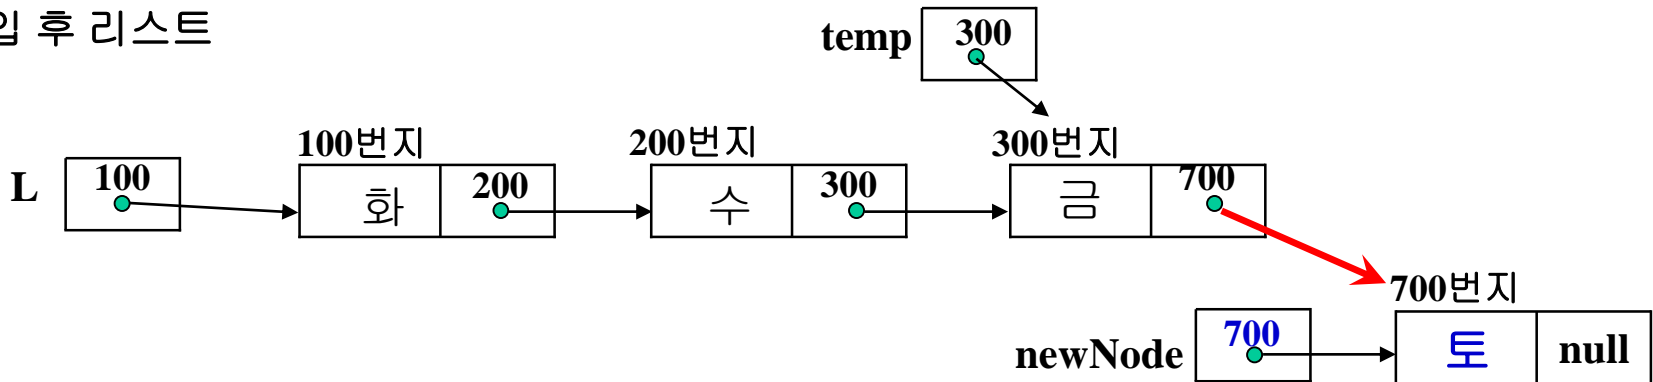 후 리스트
temp 300
100번지 200번지 300번지
L 100 화 200 수 300 금 700
700번지
newNode 700 토 null